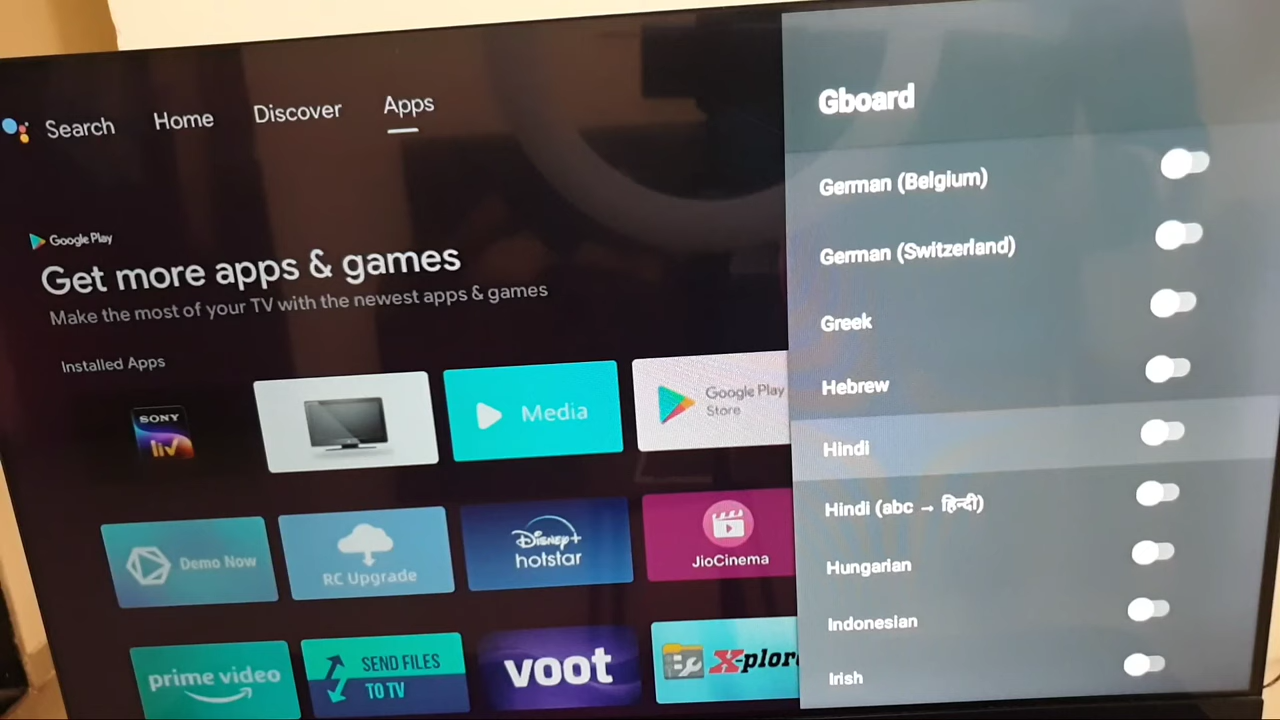 Search Home Discover Apps
Google Play
Get more apps & games
Make the most of your TV with the newest apps & games
Installed Apps
SONY
liv
Media
Google Play
Store
Demo Now
RC Upgrade
Disney+
hotstar
JioCinema
prime video
SEND FILES
TO TV
voot
X-plor
Gboard
German (Belgium)
German (Switzerland)
Greek
Hebrew
Hindi
Hindi (abc → हिन्दी)
Hungarian
Indonesian
Irish